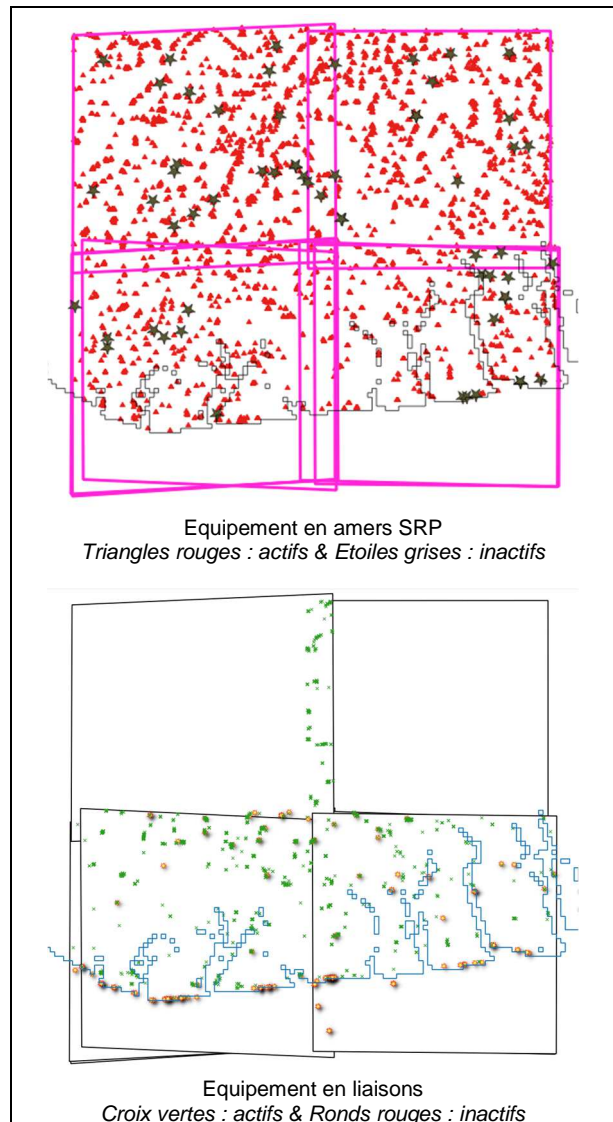 Equipement en amers SRP
Triangles rouges : actifs & Etoiles grises : inactifs
Equipement en liaisons
Croix vertes : actifs & Ronds rouges : inactifs